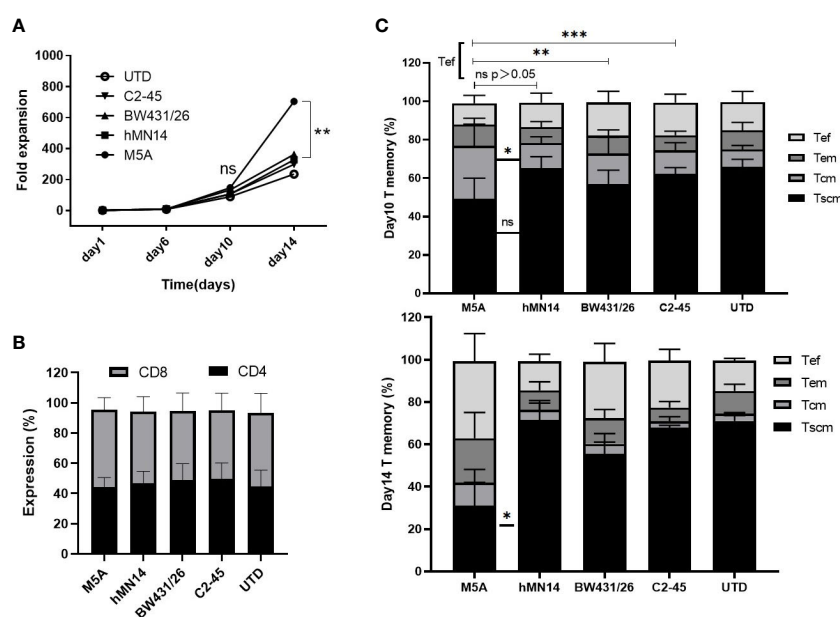 A
1000
800
600
400
200
0
Fold expansion
UTD
C2-45
BW431/26
hMN14
M5A
ns
**
day1
day6
day10
day14
Time(days)
B
120
100
80
60
40
20
0
Expression (%)
CD8
CD4
M5A
hMN14
BW431/26
C2-45
UTD
C
Tef
***
**
ns p>0.05
120
100
80
60
40
20
0
Day10 T memory (%)
*
ns
Tef
Tem
Tcm
Tscm
M5A
hMN14
BW431/26
C2-45
UTD
120
100
80
60
40
20
0
Day14 T memory (%)
*
Tef
Tem
Tcm
Tscm
M5A
hMN14
BW431/26
C2-45
UTD